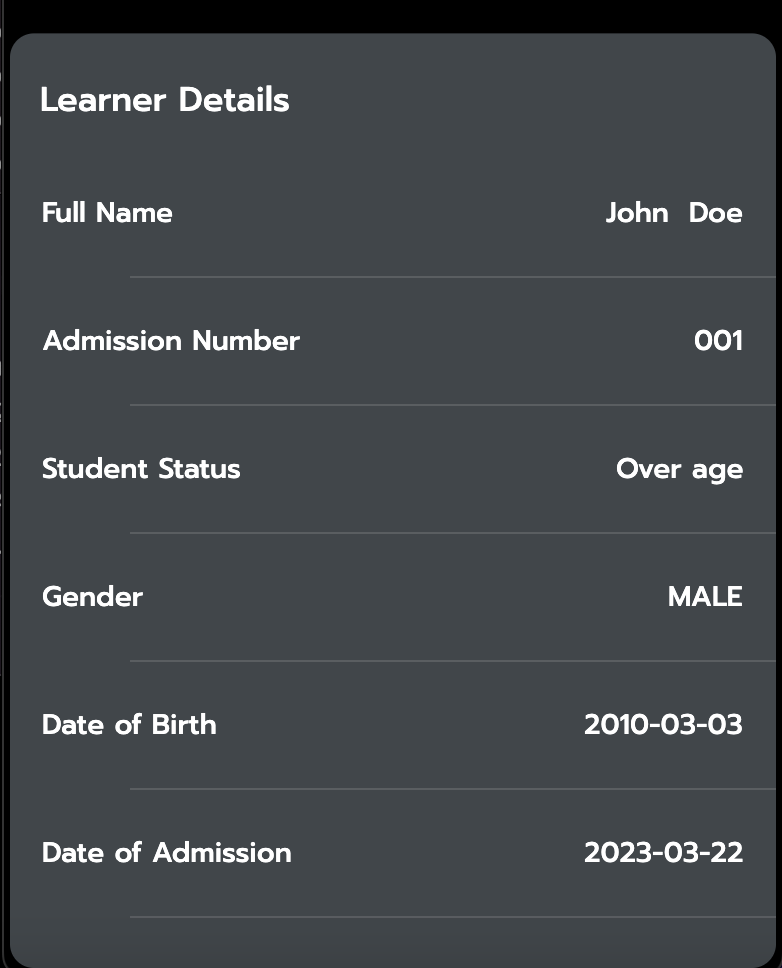 Learner Details
Full Name John Doe
Admission Number 001
Student Status Over age
Gender MALE
Date of Birth 2010-03-03
Date of Admission 2023-03-22